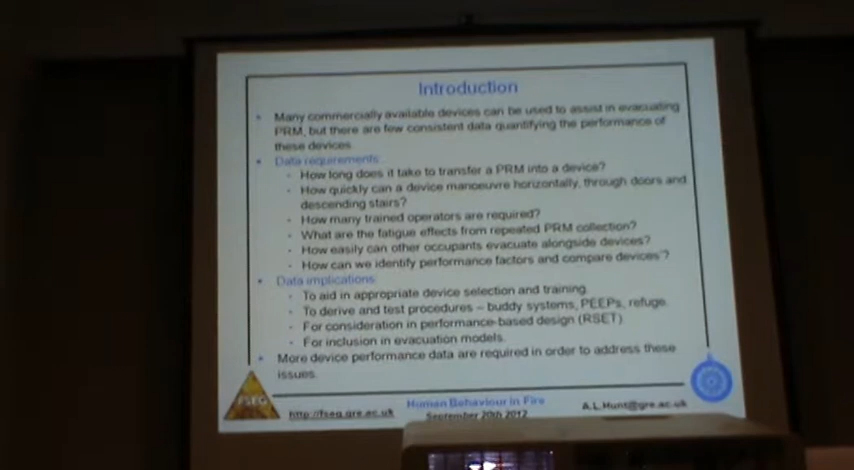 Introduction
Many commercially available devices can be used to assist in evacuating
PRM, but there are few consistent data quantifying the performance of
these devices.
Data requirements
How long does it take to transfer a PRM into a device?
How quickly can a device manoeuvre horizontally, through doors and
descending stairs?
How many trained operators are required?
What are the fatigue effects from repeated PRM collection?
How easily can other occupants evacuate alongside devices?
How can we identify performance factors and compare devices?
Data implications
To aid in appropriate device selection and training.
To derive and test procedures – buddy systems, PEEPs, refuge.
For consideration in performance-based design (RSET)
For inclusion in evacuation models.
More device performance data are required in order to address these
issues.
FSEG
http://fseg.gre.ac.uk
Human Behaviour in Fire
September 20th 2012
A.L.Hunt@gre.ac.uk